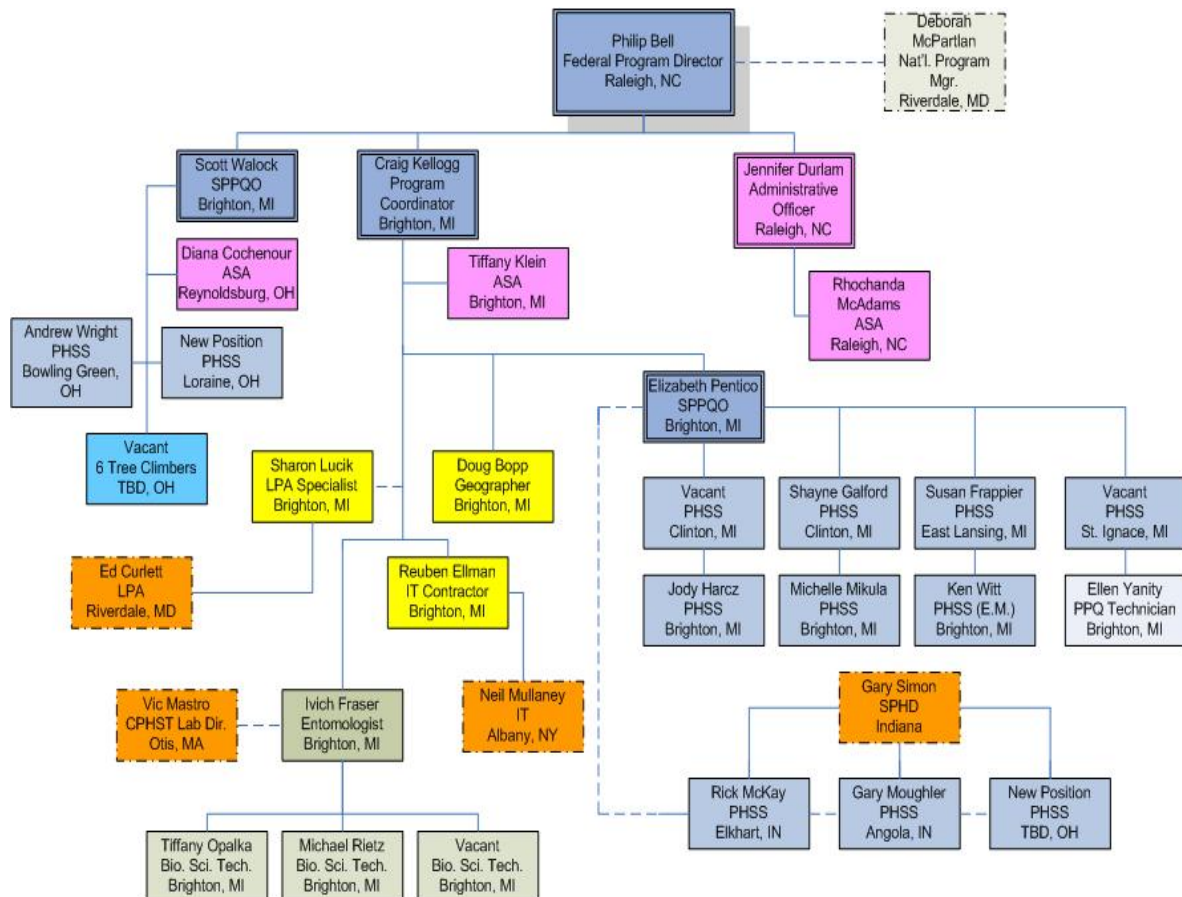 Philip Bell
Federal Program Director
Raleigh, NC
Deborah
McPartlan
Nat'l. Program
Mgr.
Riverdale, MD
Scott Walock
SPPQO
Brighton, MI
Craig Kellogg
Program
Coordinator
Brighton, MI
Jennifer Durlam
Administrative
Officer
Raleigh, NC
Diana Cochenour
ASA
Reynoldsburg, OH
Tiffany Klein
ASA
Brighton, MI
Rhochanda
McAdams
ASA
Raleigh, NC
Andrew Wright
PHSS
Bowling Green,
OH
New Position
PHSS
Loraine, OH
Elizabeth Pentico
SPPQO
Brighton, MI
Vacant
6 Tree Climbers
TBD, OH
Sharon Lucik
LPA Specialist
Brighton, MI
Doug Bopp
Geographer
Brighton, MI
Vacant
PHSS
Clinton, MI
Shayne Galford
PHSS
Clinton, MI
Susan Frappier
PHSS
East Lansing, MI
Vacant
PHSS
St. Ignace, MI
Ed Curlett
LPA
Riverdale, MD
Reuben Ellman
IT Contractor
Brighton, MI
Jody Harcz
PHSS
Brighton, MI
Michelle Mikula
PHSS
Brighton, MI
Ken Witt
PHSS (E.M.)
Brighton, MI
Ellen Yanity
PPQ Technician
Brighton, MI
Vic Mastro
CPHST Lab Dir.
Otis, MA
Ivich Fraser
Entomologist
Brighton, MI
Neil Mullaney
IT
Albany, NY
Gary Simon
SPHD
Indiana
Rick McKay
PHSS
Elkhart, IN
Gary Moughler
PHSS
Angola, IN
New Position
PHSS
TBD, OH
Tiffany Opalka
Bio. Sci. Tech.
Brighton, MI
Michael Rietz
Bio. Sci. Tech.
Brighton, MI
Vacant
Bio. Sci. Tech.
Brighton, MI